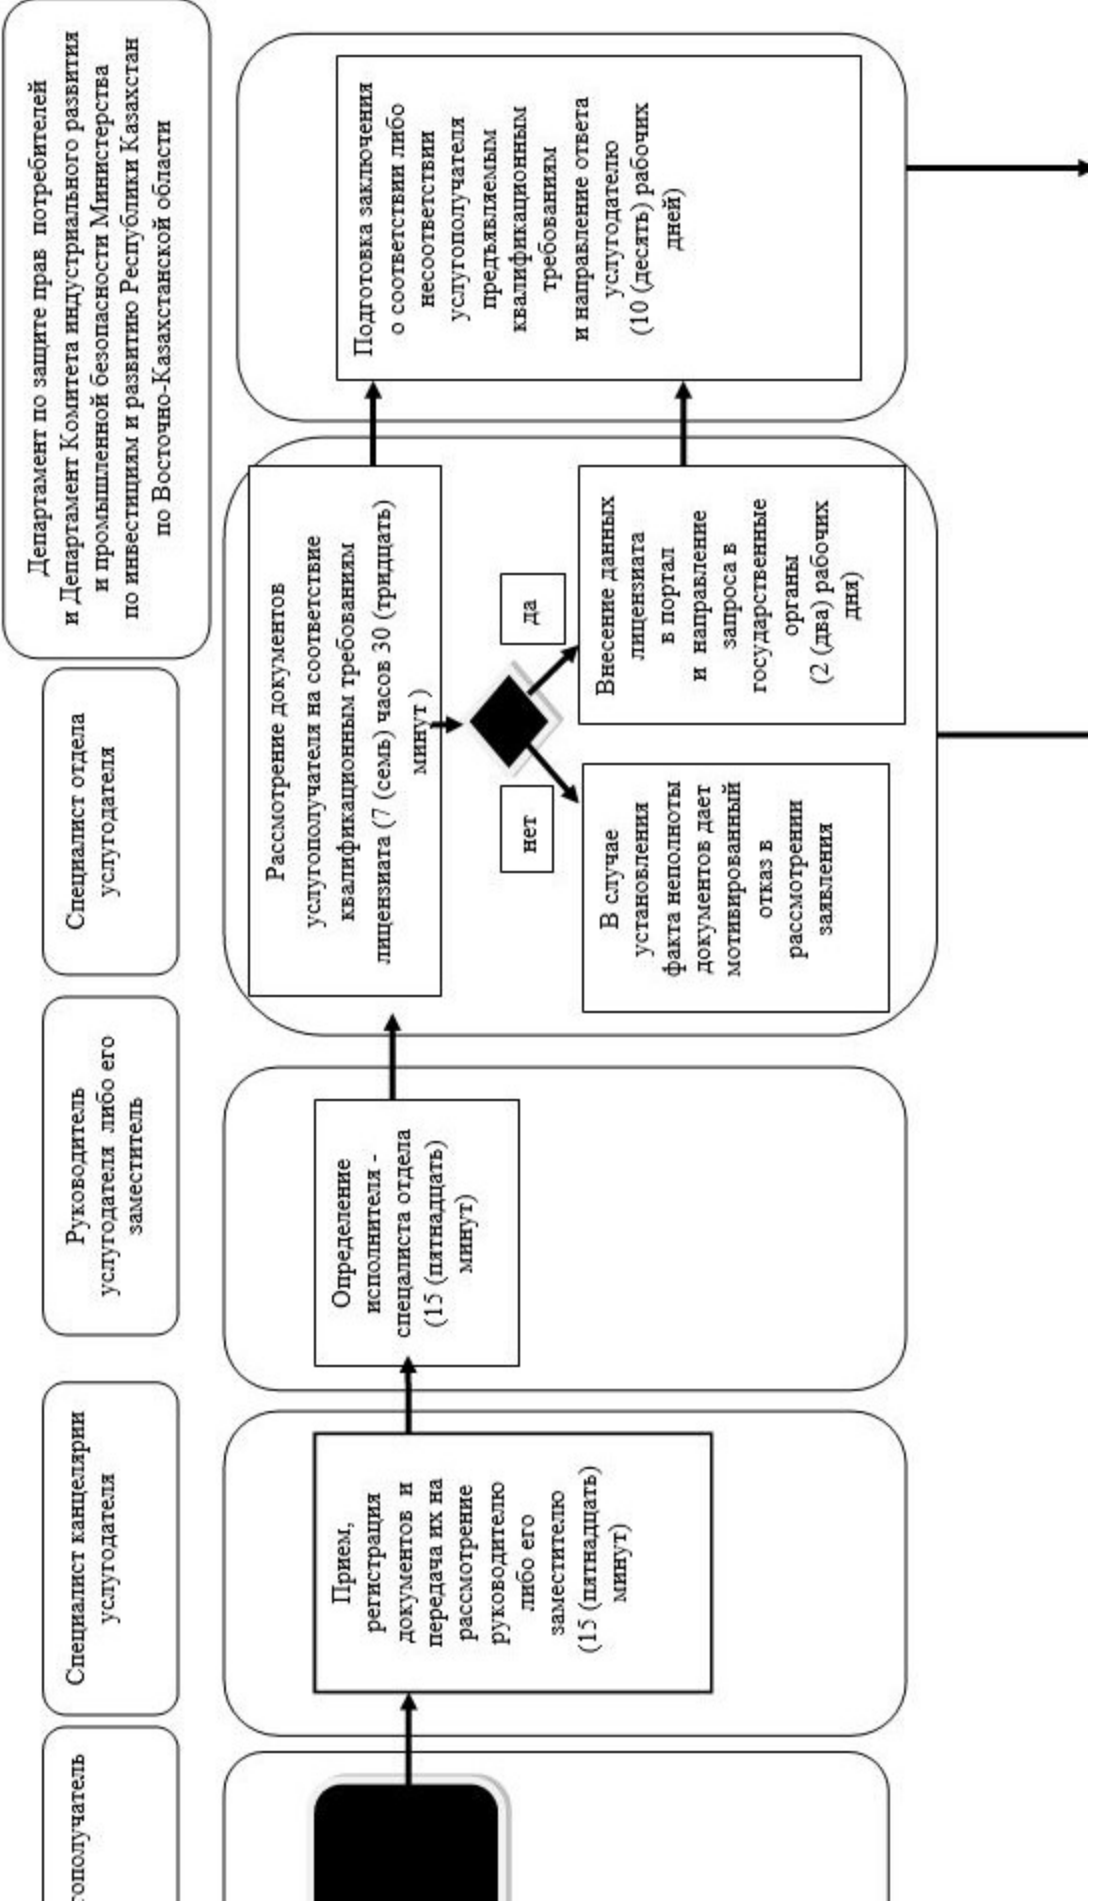 гополучатель
Специалист канцелярии
услугодателя
Руководитель
услугодателя либо его
заместитель
Специалист отдела
услугодателя
Департамент по защите прав потребителей
и Департамент Комитета индустриального развития
и промышленной безопасности Министерства
по инвестициям и развитию Республики Казахстан
по Восточно-Казахстанской области
Прием,
регистрация
документов и
передача их на
рассмотрение
руководителю
либо его
заместителю
(15 (пятнадцать)
минут)
Определение
исполнителя -
спецалиста отдела
(15 (пятнадцать)
минут)
Рассмотрение документов
услугополучателя на соответствие
квалификационным требованиям
лицензиата (7 (семь) часов 30 (тридцать)
минут )
нет
да
В случае
установления
факта неполноты
документов дает
мотивированный
отказ в
рассмотрении
заявления
Внесение данных
лицензиата
в портал
и направление
запроса в
государственные
органы
(2 (два) рабочих
дня)
Подготовка заключения
о соответствии либо
несоответствии
услугополучателя
предъявляемым
квалификационным
требованиям
и направление ответа
услугодателю
(10 (десять) рабочих
дней)